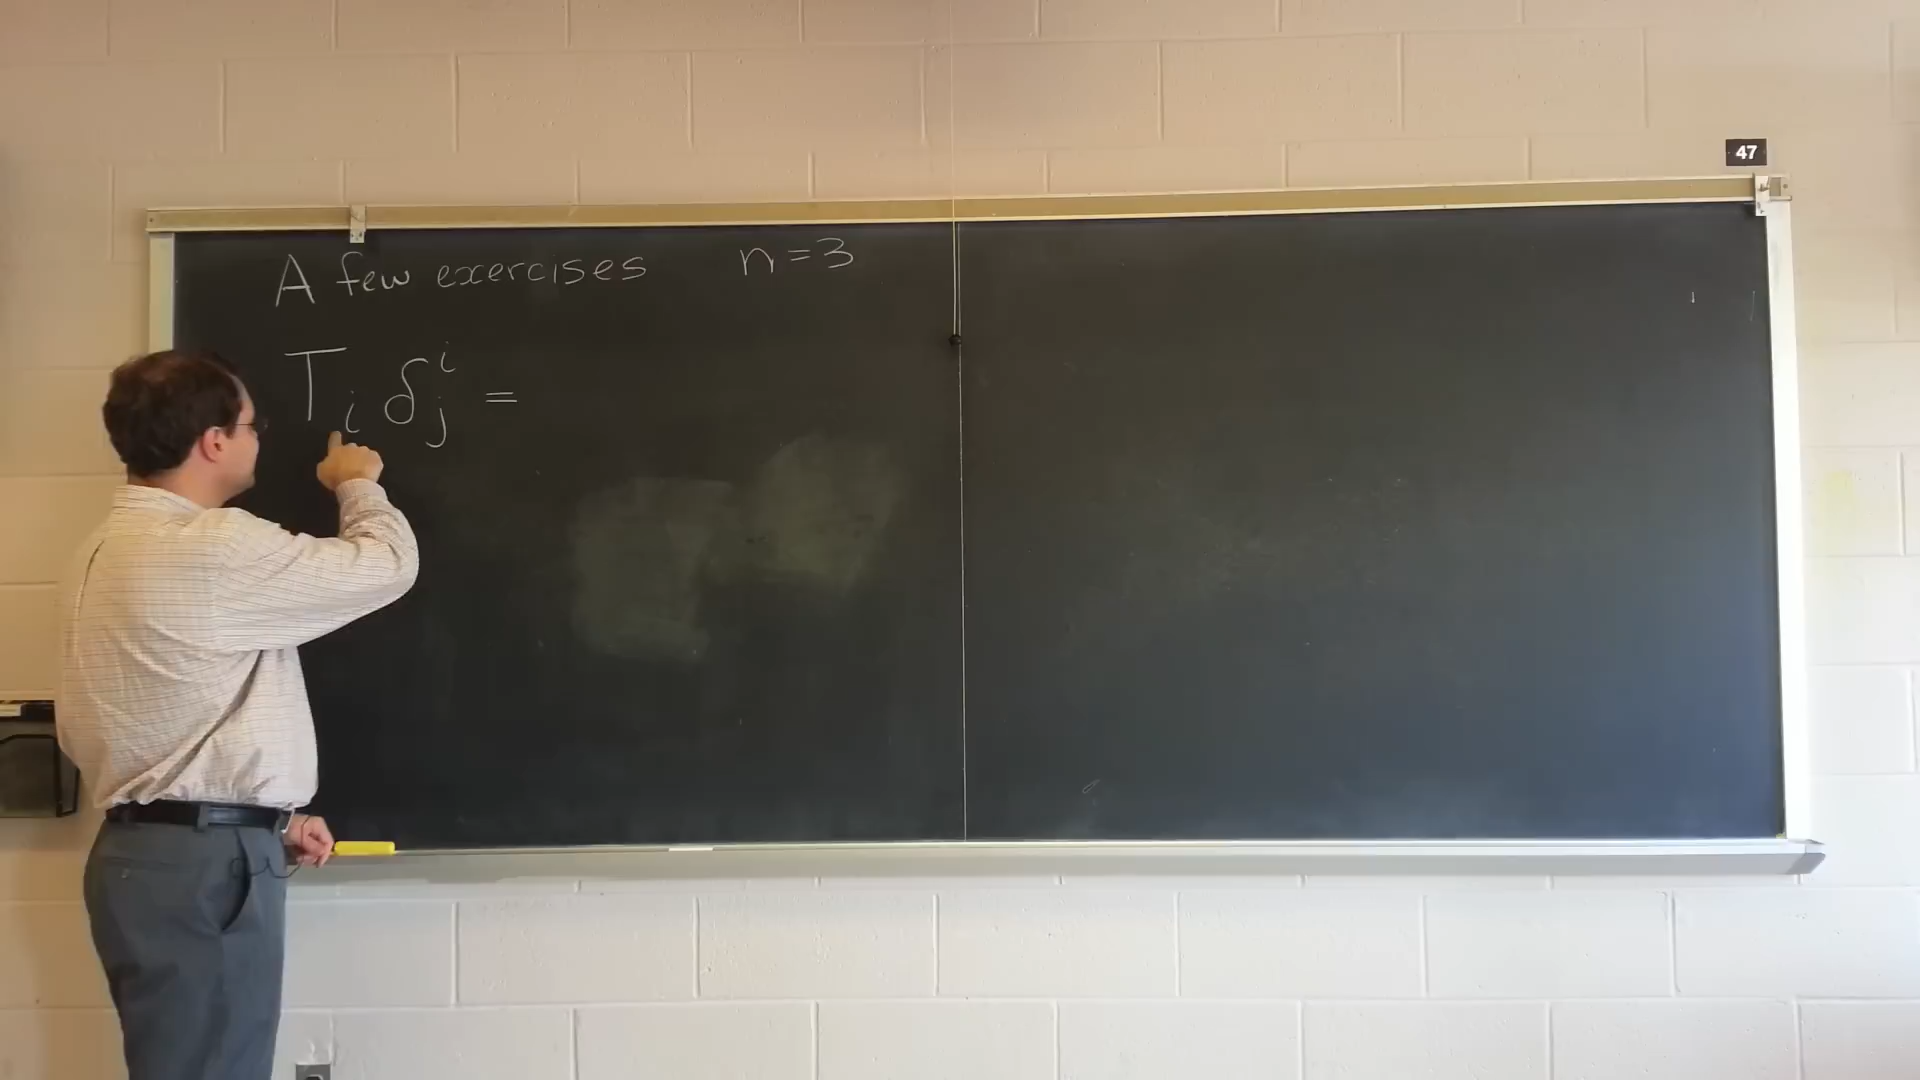 47
A few exercises n=3
T_i δ^i_j =